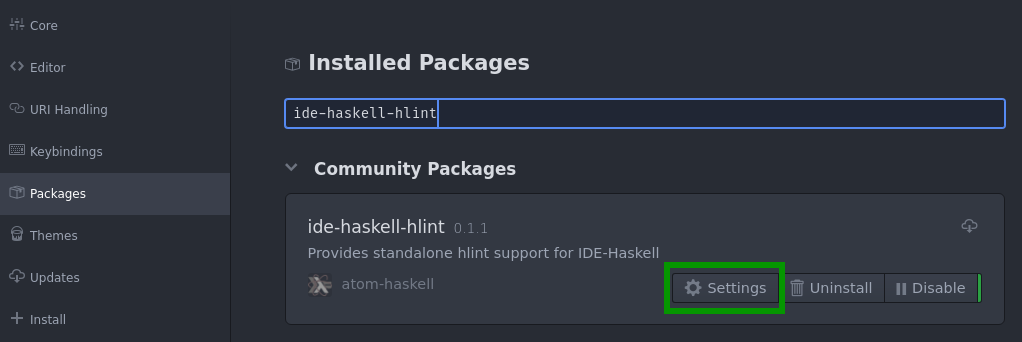 Core
Editor
URI Handling
Keybindings
Packages
Themes
Updates
Install
Installed Packages
ide-haskell-hlint
Community Packages
ide-haskell-hlint 0.1.1
Provides standalone hlint support for IDE-Haskell
atom-haskell
Settings Uninstall Disable